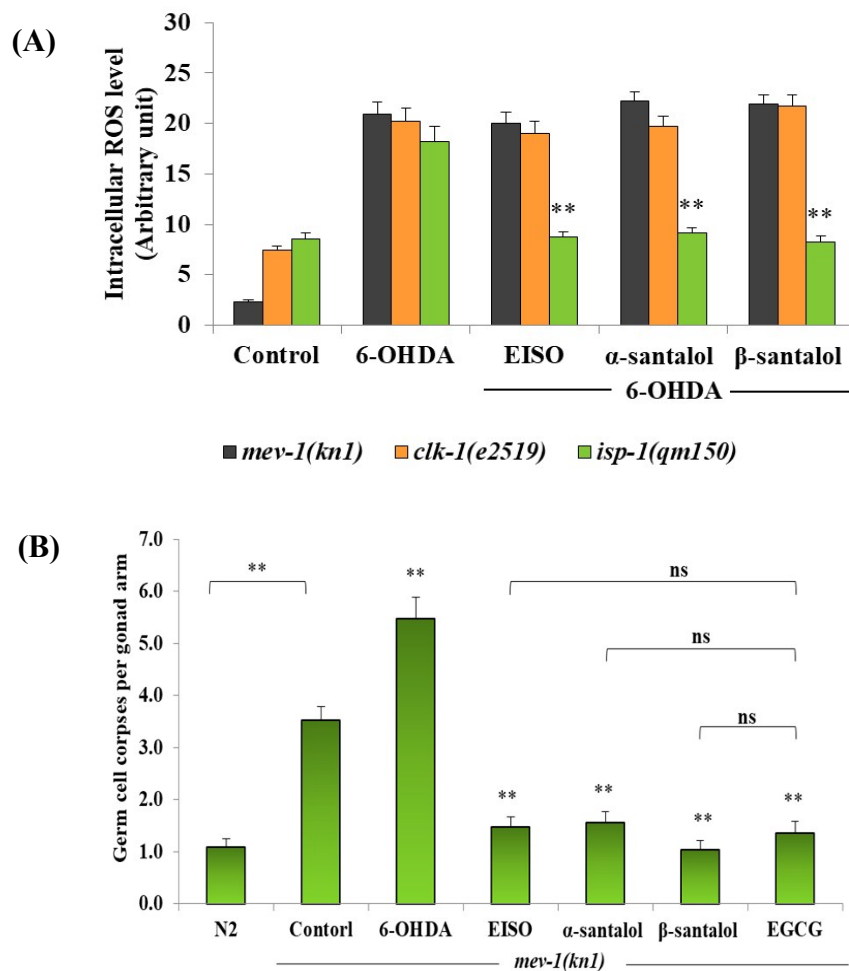 (A)
Intracellular ROS level
(Arbitrary unit)
30
25
20
15
10
5
0
**
**
**
Control
6-OHDA
EISO
α-santalol
β-santalol
6-OHDA
mev-1(kn1)
clk-1(e2519)
isp-1(qm150)
(B)
Germ cell corpses per gonad arm
7.0
6.0
5.0
4.0
3.0
2.0
1.0
0.0
**
**
ns
ns
ns
**
**
**
**
N2
Contorl
6-OHDA
EISO
α-santalol
β-santalol
EGCG
mev-1(kn1)